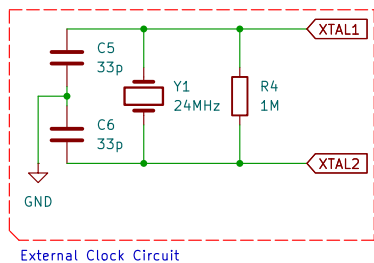 XTAL1
C5
33p
Y1
24MHz
R4
1M
C6
33p
XTAL2
GND
External Clock Circuit